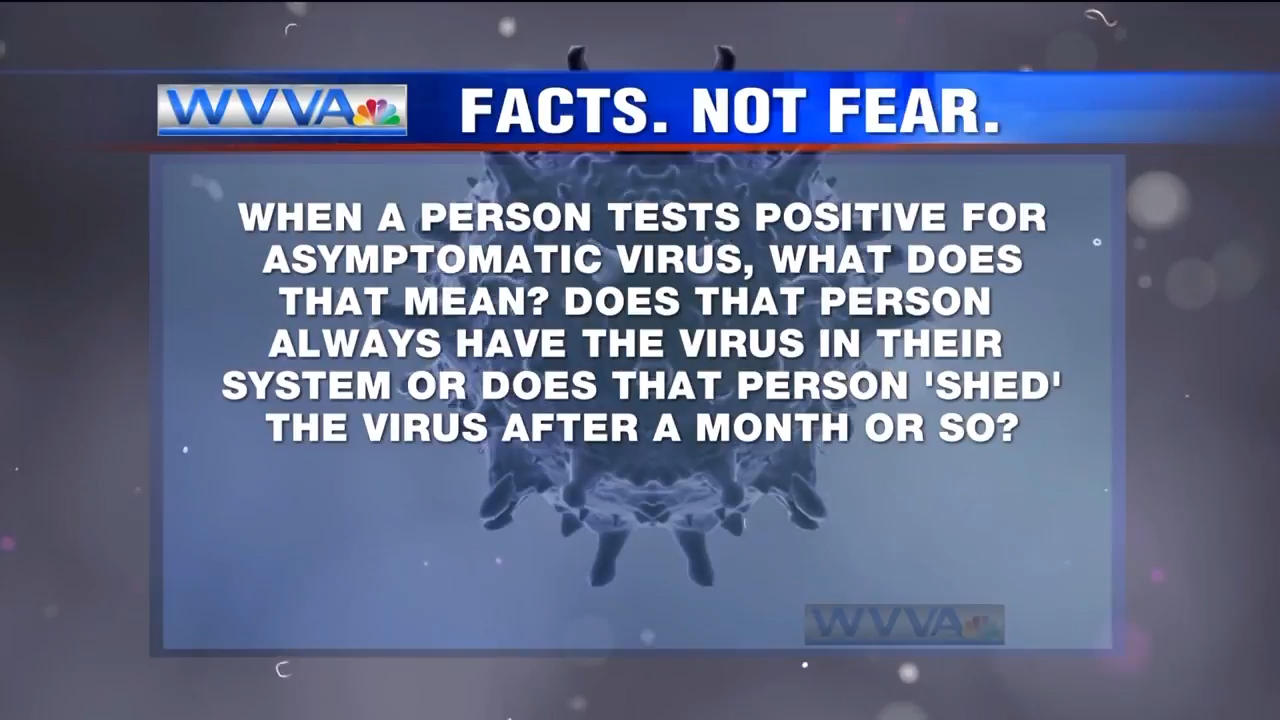 WVVA FACTS. NOT FEAR.
WHEN A PERSON TESTS POSITIVE FOR
ASYMPTOMATIC VIRUS, WHAT DOES
THAT MEAN? DOES THAT PERSON
ALWAYS HAVE THE VIRUS IN THEIR
SYSTEM OR DOES THAT PERSON 'SHED'
THE VIRUS AFTER A MONTH OR SO?
WVVA